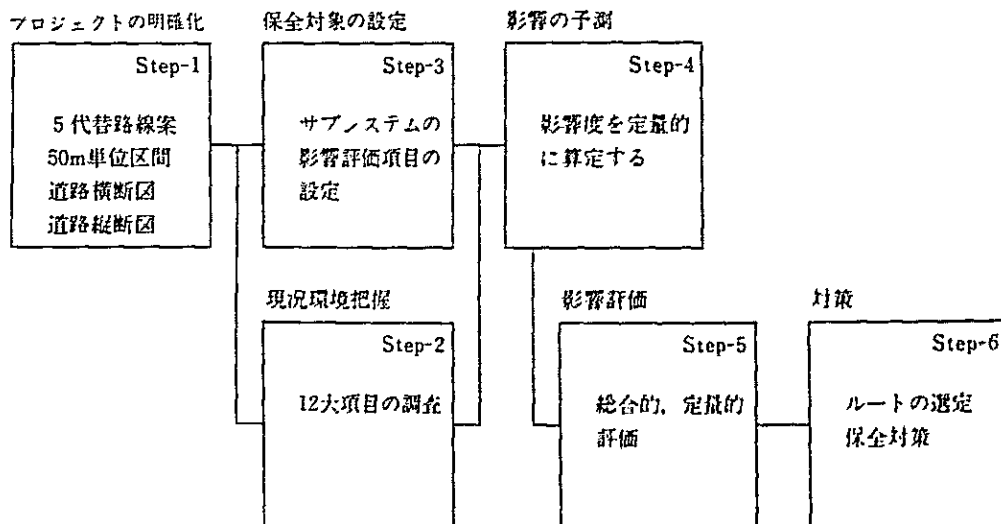 プロジェクトの明確化
Step-1
5代替路線案
50m単位区間
道路横断図
道路縦断図
保全対象の設定
Step-3
サブシステムの
影響評価項目の
設定
影響の予測
Step-4
影響度を定量的
に算定する
現況環境把握
Step-2
12大項目の調査
影響評価
Step-5
総合的，定量的
評価
対策
Step-6
ルートの選定
保全対策